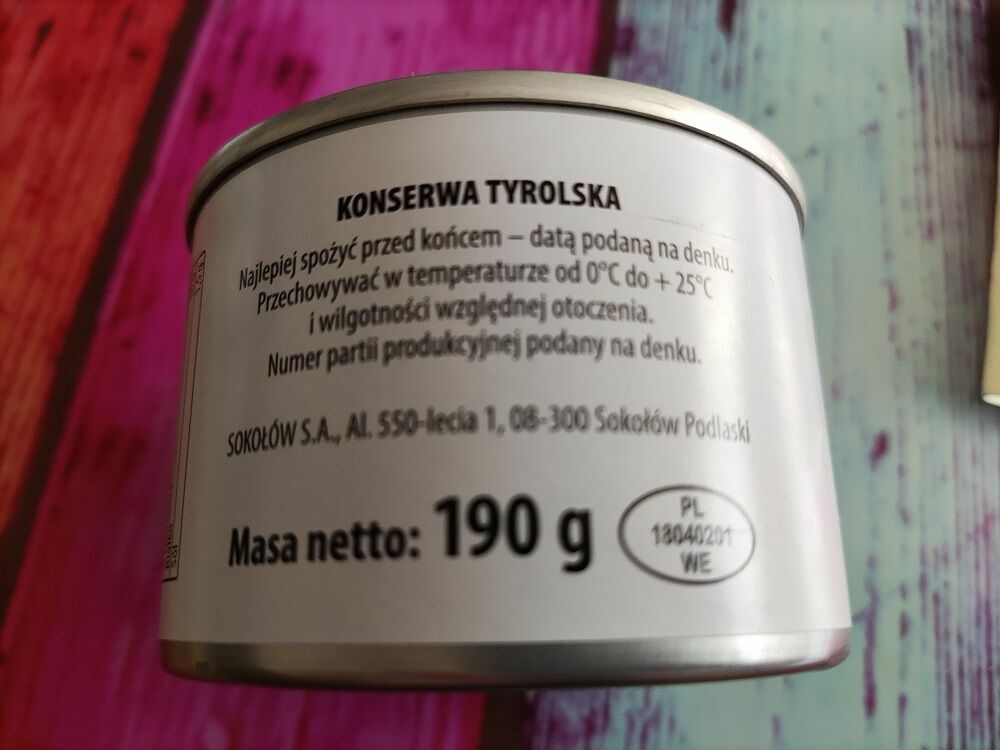 KONSERWA TYROLSKA
Najlepiej spożyć przed końcem – datą podaną na denku.
Przechowywać w temperaturze od 0°C do + 25°C
i wilgotności względnej otoczenia.
Numer partii produkcyjnej podany na denku.
SOKOŁÓW S.A., Al. 550-lecia 1, 08-300 Sokołów Podlaski
Masa netto: 190 g
PL
18040201
WE